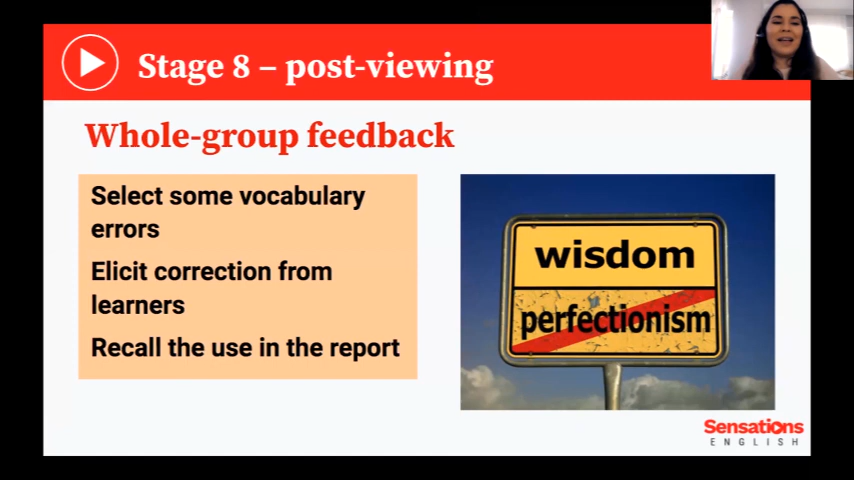 Stage 8 – post-viewing
Whole-group feedback
Select some vocabulary
errors
Elicit correction from
learners
Recall the use in the report
wisdom
perfectionism
Sensations
ENGLISH